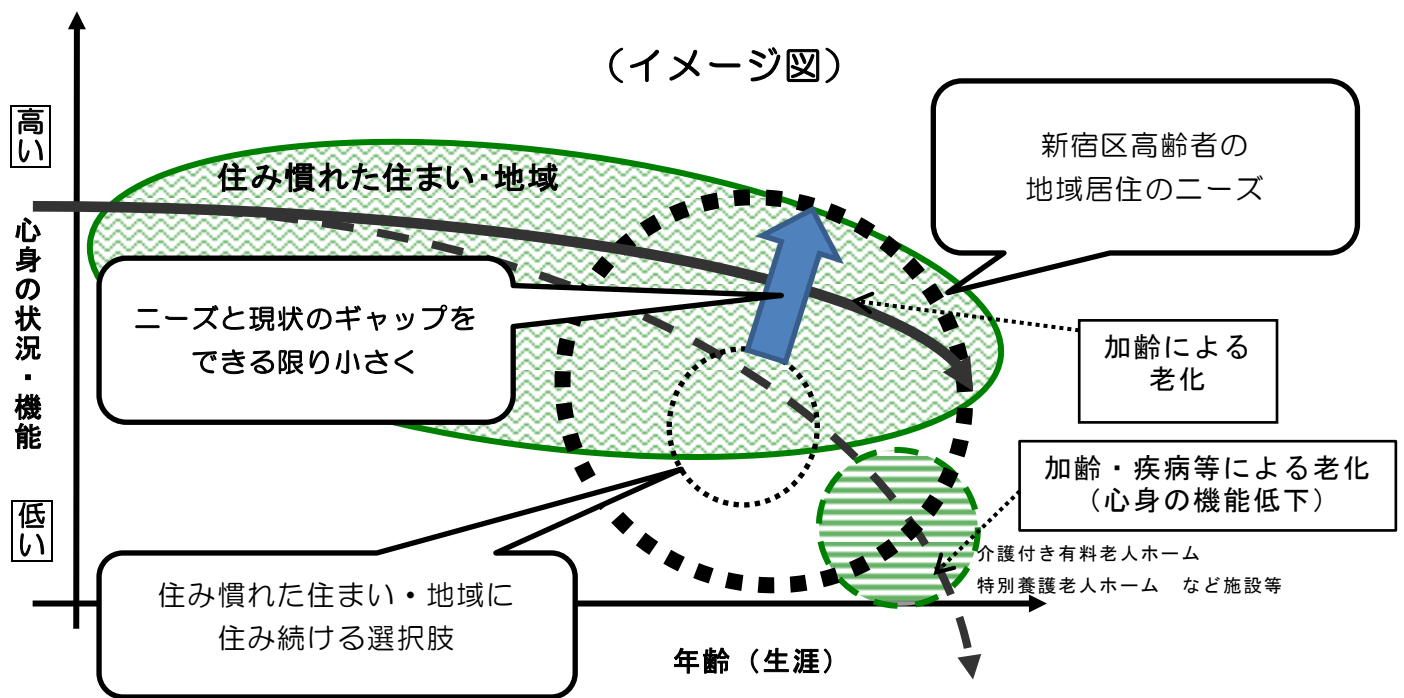 （イメージ図）
高い
心身の状況・機能
低い
住み慣れた住まい・地域
新宿区高齢者の
地域居住のニーズ
ニーズと現状のギャップを
できる限り小さく
加齢による
老化
加齢・疾病等による老化
（心身の機能低下）
介護付き有料老人ホーム
特別養護老人ホーム　など施設等
住み慣れた住まい・地域に
住み続ける選択肢
年齢（生涯）